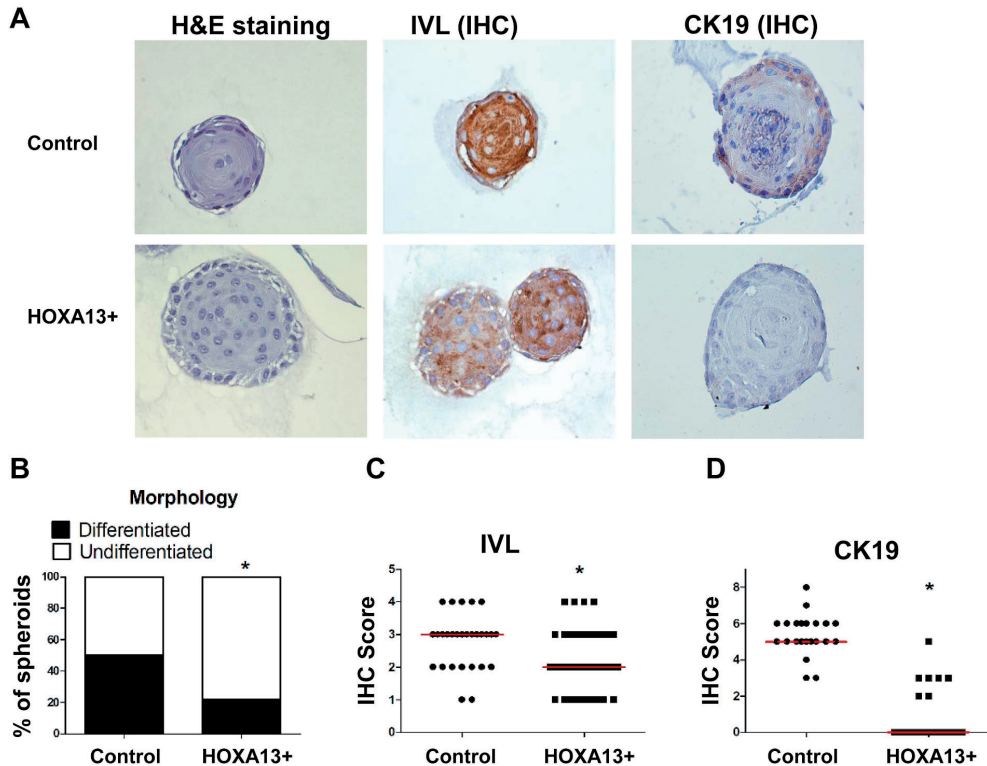 A
H&E staining
IVL (IHC)
CK19 (IHC)
Control
HOXA13+
B
Morphology
Differentiated
Undifferentiated
*
% of spheroids
100
80
60
40
20
0
Control
HOXA13+
C
IVL
*
IHC Score
5
4
3
2
1
0
Control
HOXA13+
D
CK19
*
IHC Score
8
6
4
2
0
Control
HOXA13+